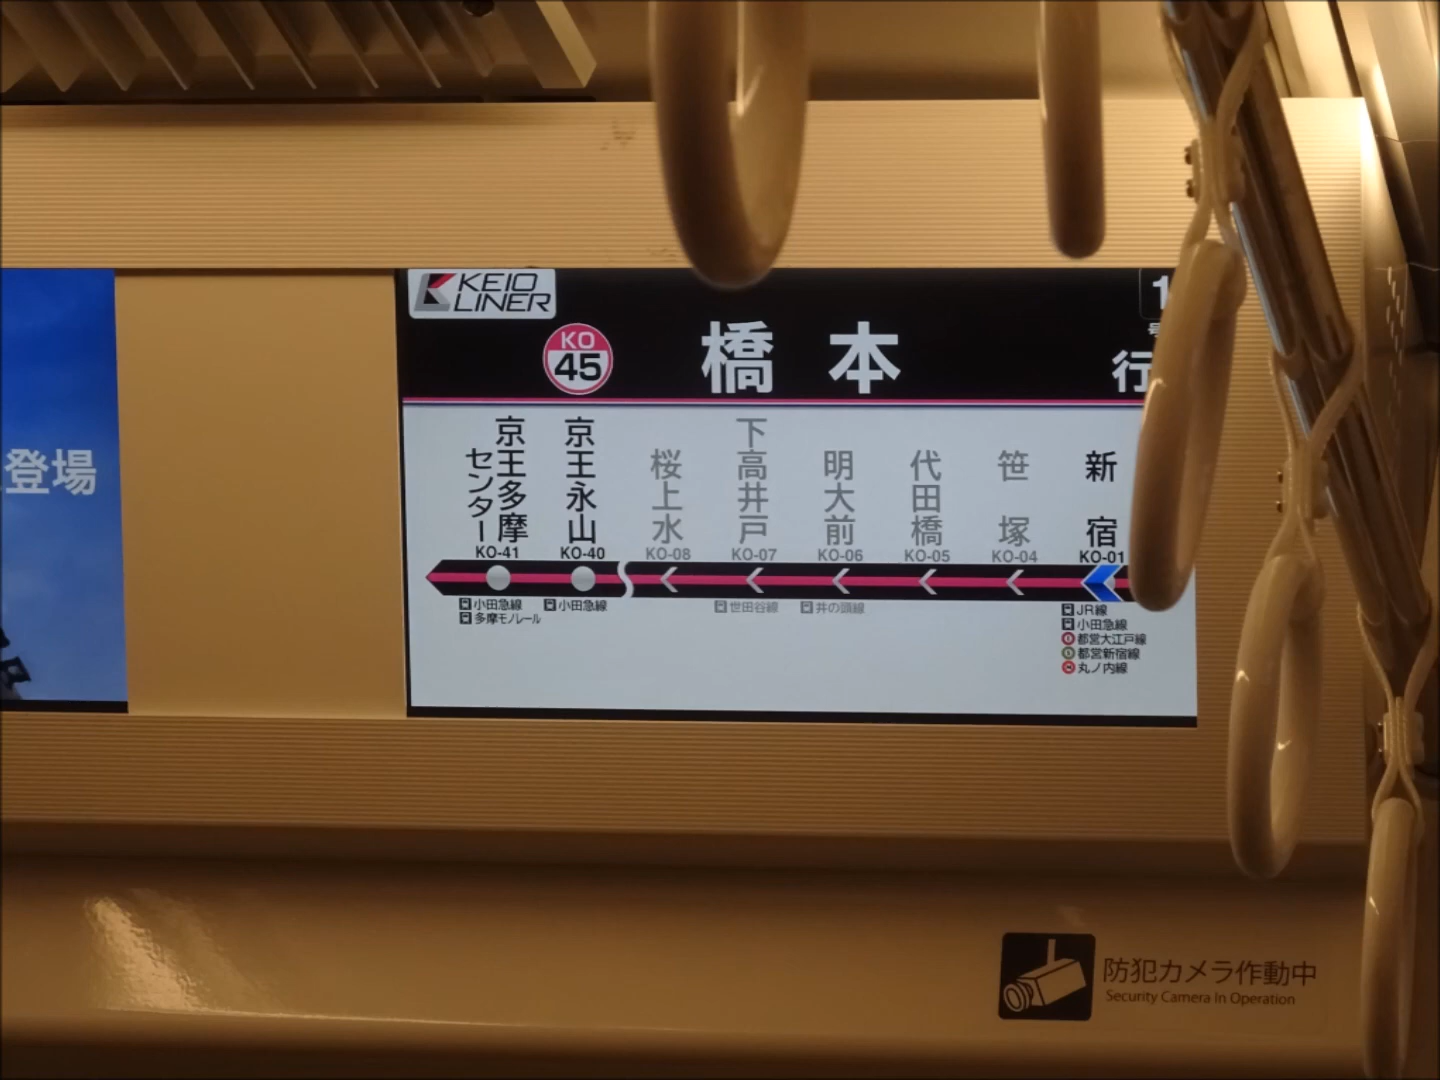 KEIO
LINER
1
号
KO
45
橋本
行
登場
京王多摩
センター
京王永山
桜上水
下高井戸
明大前
代田橋
笹塚
新宿
KO-41
KO-40
KO-08
KO-07
KO-06
KO-05
KO-04
KO-01
小田急線
多摩モノレール
小田急線
世田谷線
井の頭線
JR線
小田急線
都営大江戸線
都営新宿線
丸ノ内線
防犯カメラ作動中
Security Camera In Operation